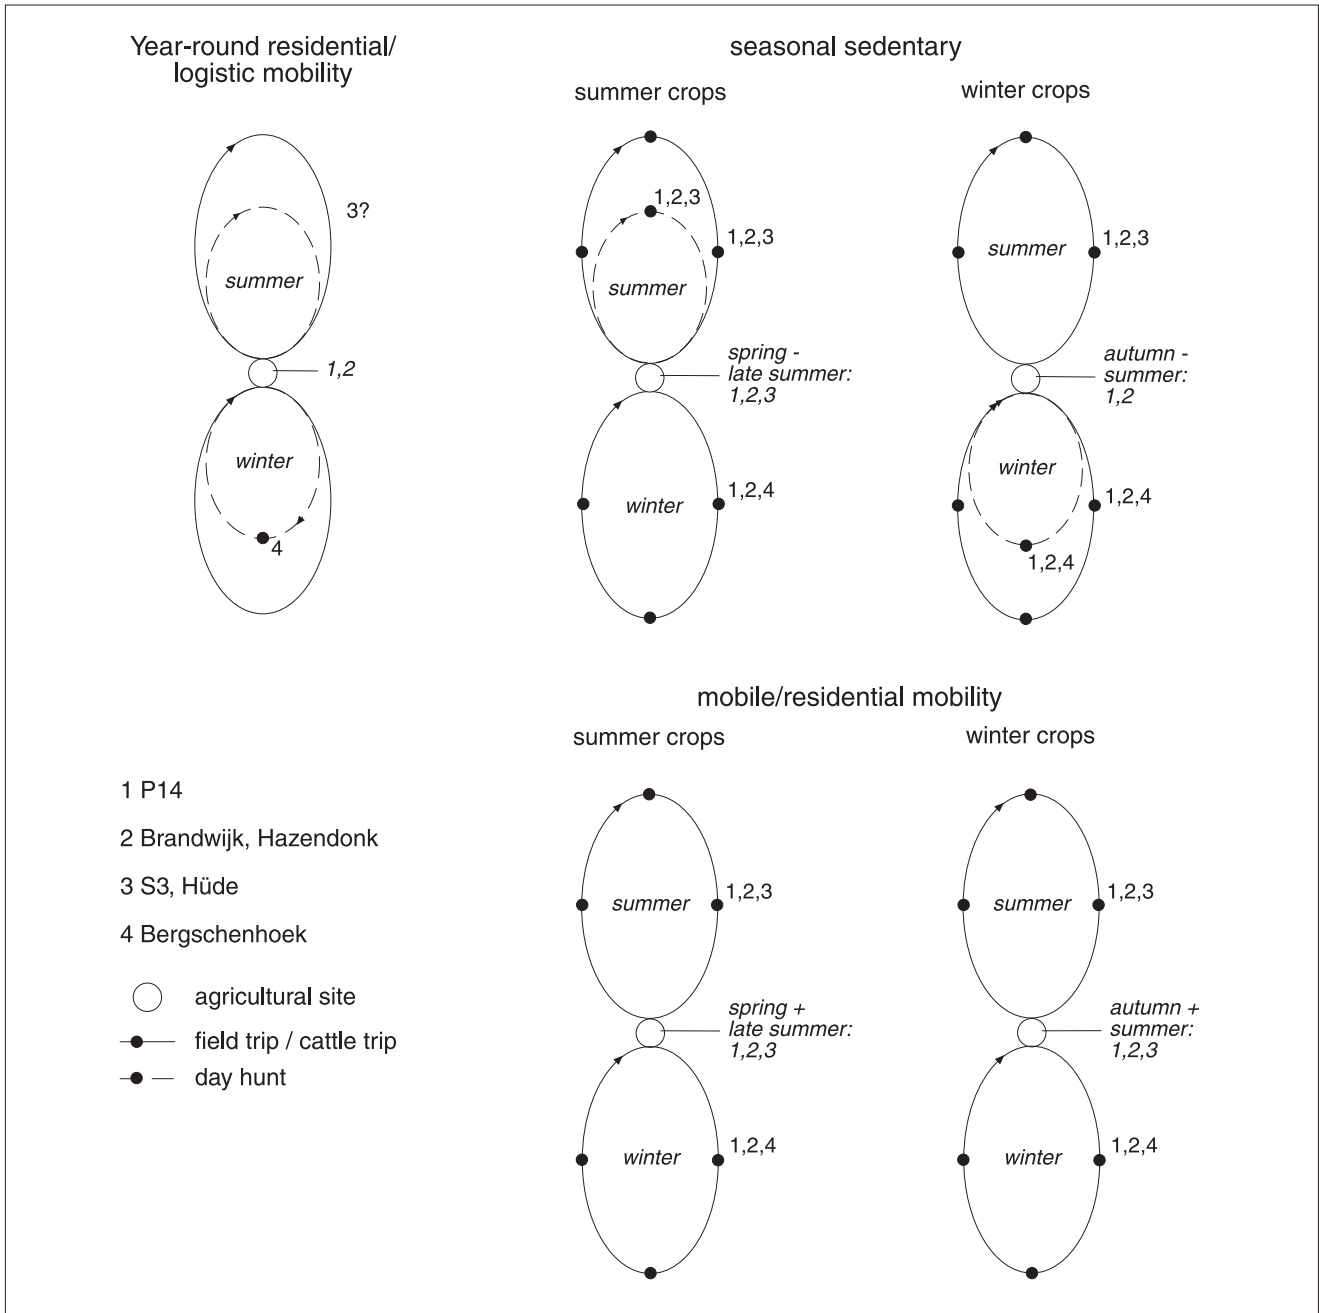 Year-round residential/
logistic mobility
3?
summer
1,2
winter
4
seasonal sedentary
summer crops
1,2,3
1,2,3
summer
spring -
late summer:
1,2,3
winter
1,2,4
winter crops
summer
1,2,3
autumn -
summer:
1,2
winter
1,2,4
1,2,4
mobile/residential mobility
summer crops
summer
1,2,3
spring +
late summer:
1,2,3
winter
1,2,4
winter crops
summer
1,2,3
autumn +
summer:
1,2,3
winter
1,2,4
1 P14
2 Brandwijk, Hazendonk
3 S3, Hüde
4 Bergschenhoek
agricultural site
field trip / cattle trip
day hunt